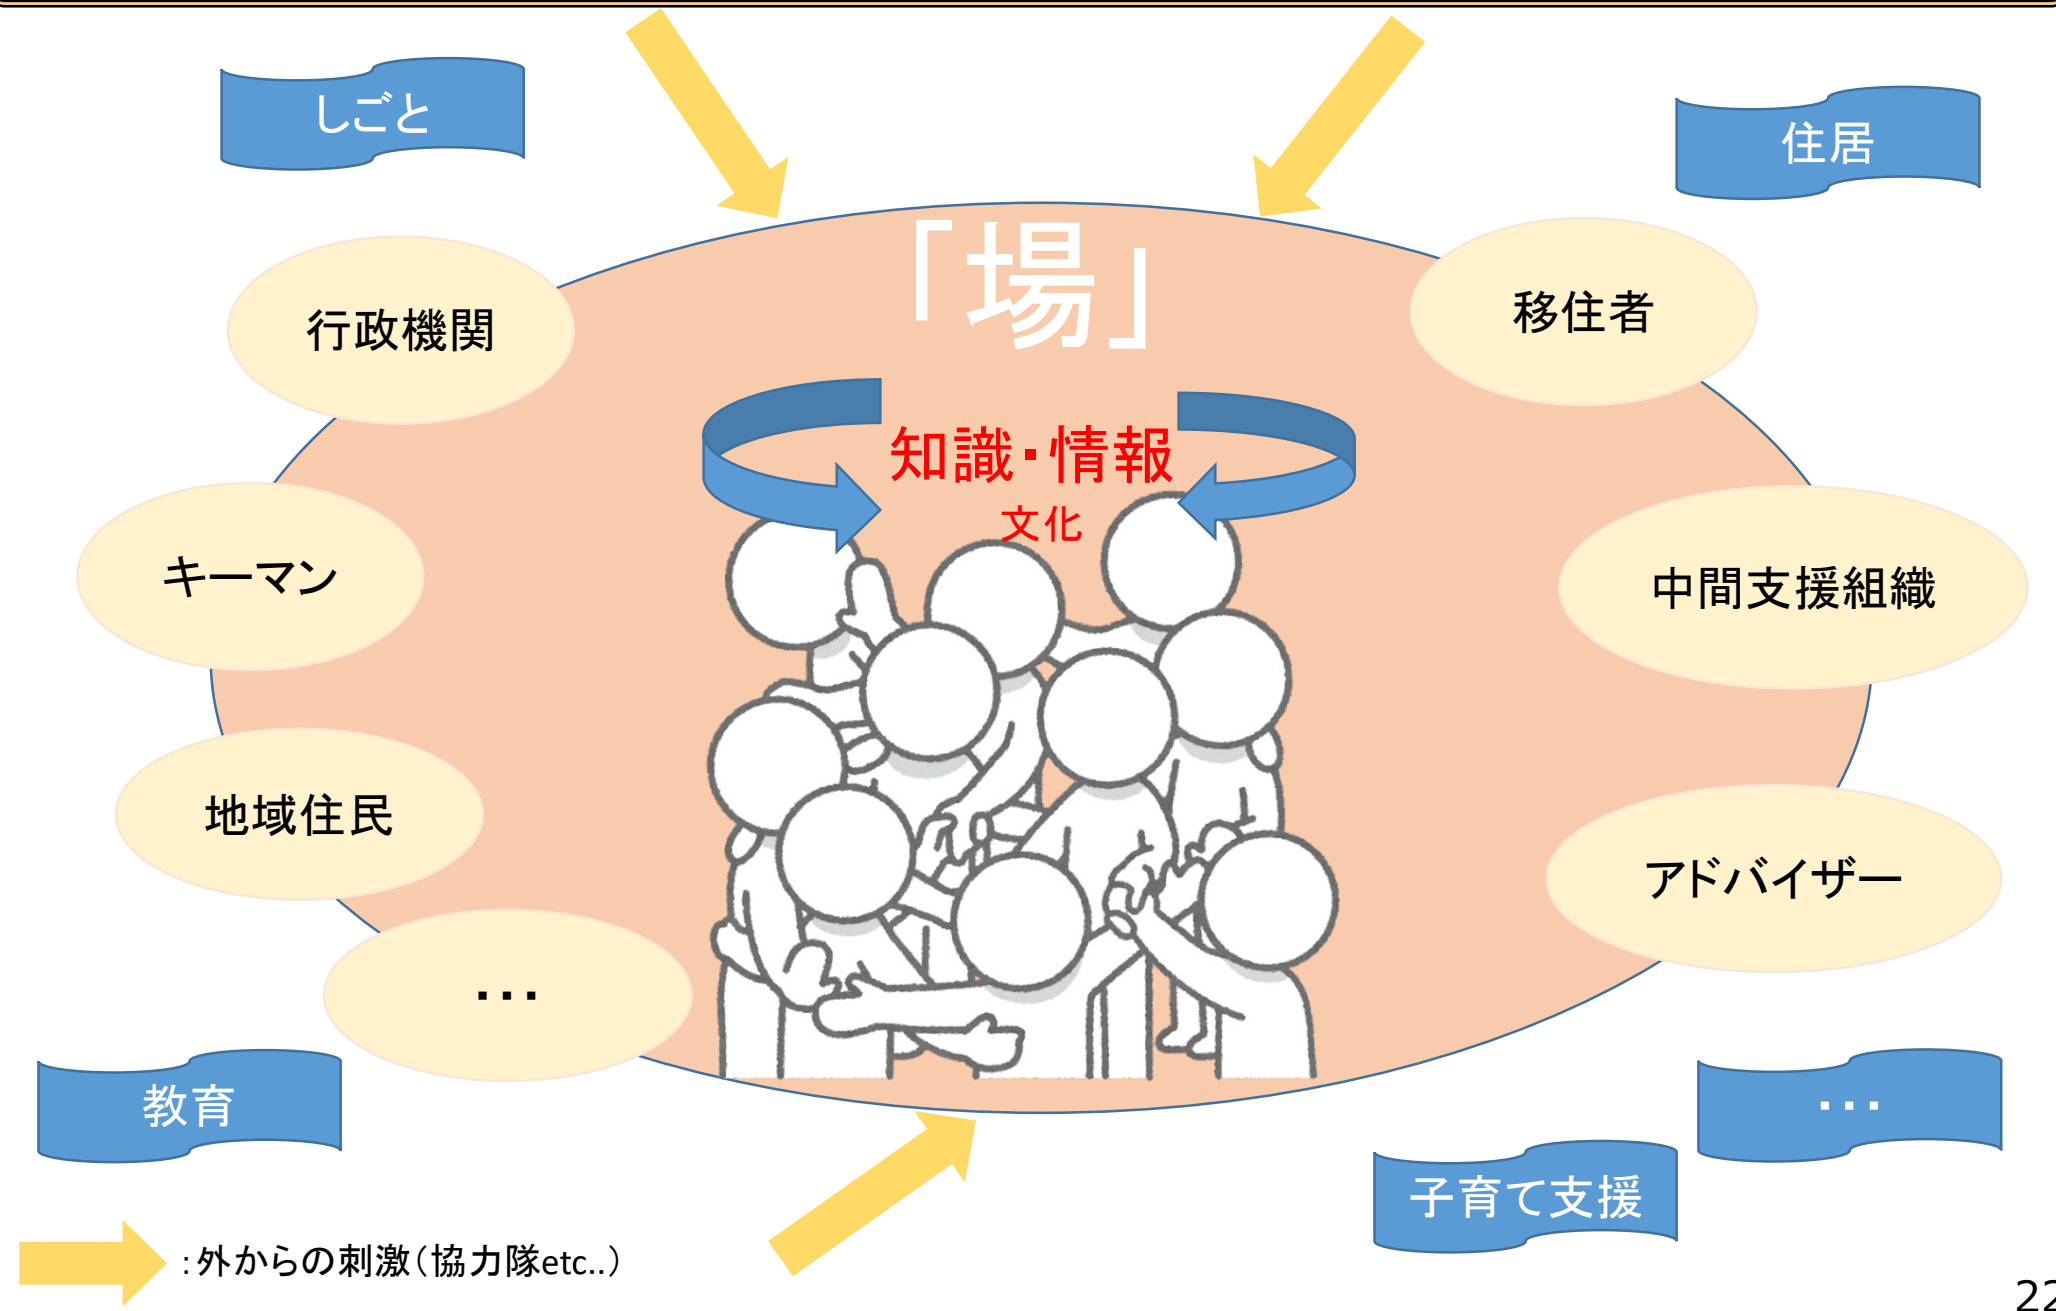 しごと
住居
「場」
行政機関
移住者
知識・情報
文化
キーマン
中間支援組織
地域住民
アドバイザー
・・・
教育
・・・
子育て支援
：外からの刺激（協力隊etc..）
22